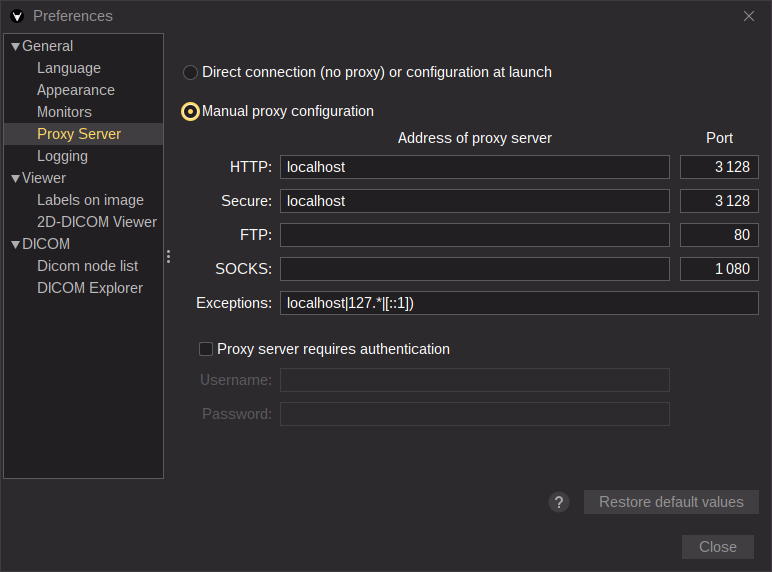 Preferences
General
Language
Appearance
Monitors
Proxy Server
Logging
Viewer
Labels on image
2D-DICOM Viewer
DICOM
Dicom node list
DICOM Explorer
Direct connection (no proxy) or configuration at launch
Manual proxy configuration
Address of proxy server Port
HTTP: localhost 3 128
Secure: localhost 3 128
FTP: 80
SOCKS: 1 080
Exceptions: localhost|127.*|[::1])
Proxy server requires authentication
Username:
Password:
? Restore default values
Close